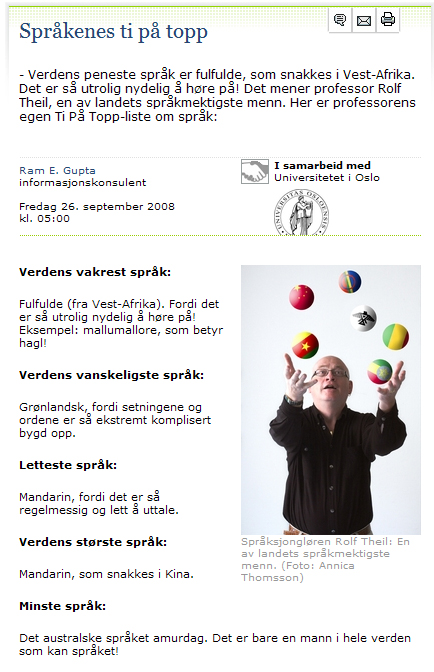 Språkenes ti på topp
- Verdens peneste språk er fulfulde, som snakkes i Vest-Afrika.
Det er så utrolig nydelig å høre på! Det mener professor Rolf
Theil, en av landets språkmektigste menn. Her er professorens
egen Ti På Topp-liste om språk:
Ram E. Gupta
informasjonskonsulent
Fredag 26. september 2008
kl. 05:00
I samarbeid med
Universitetet i Oslo
UNIVERSITAS OSLOENSIS
Verdens vakrest språk:
Fulfulde (fra Vest-Afrika). Fordi det
er så utrolig nydelig å høre på!
Eksempel: mallumallore, som betyr
hagl!
Verdens vanskeligste språk:
Grønlandsk, fordi setningene og
ordene er så ekstremt komplisert
bygd opp.
Letteste språk:
Mandarin, fordi det er så
regelmessig og lett å uttale.
Verdens største språk:
Mandarin, som snakkes i Kina.
Språksjongløren Rolf Theil: En
av landets språkmektigste
menn. (Foto: Annica
Thomsson)
Minste språk:
Det australske språket amurdag. Det er bare en mann i hele verden
som kan språket!